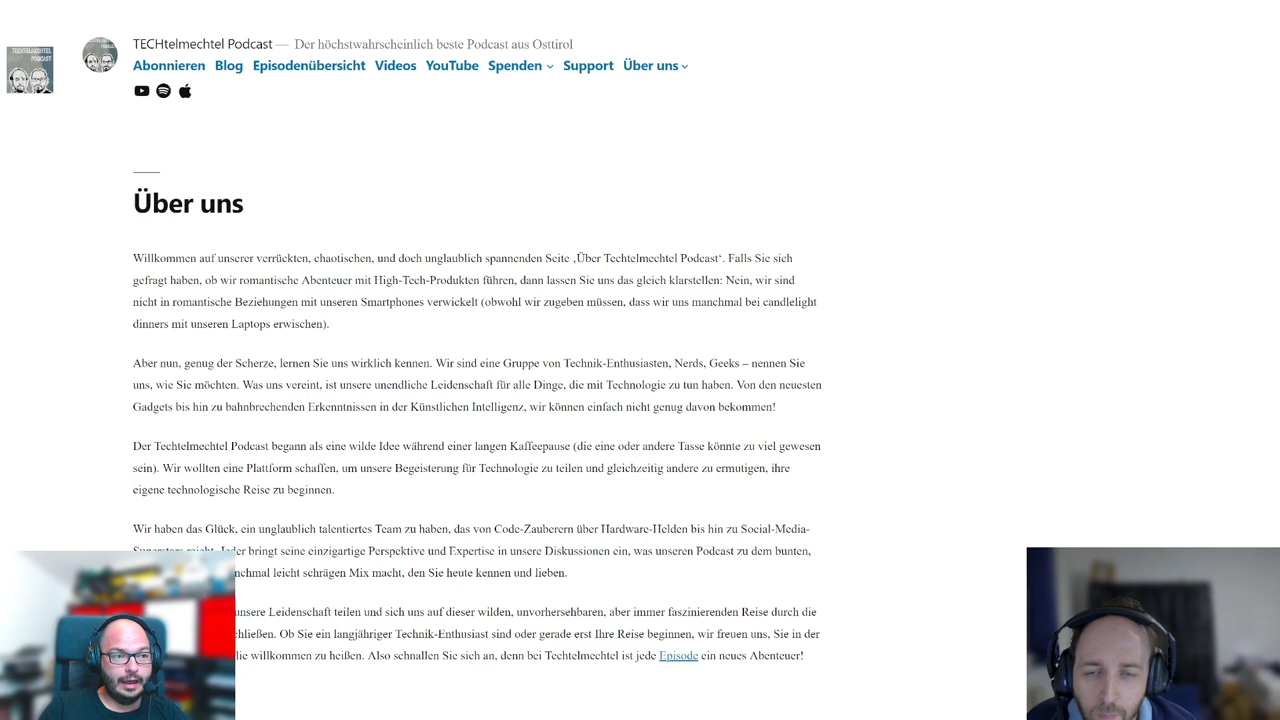 TECHTELMECHTEL
PODCAST
TECHtelmechtel Podcast — Der höchstwahrscheinlich beste Podcast aus Osttirol
Abonnieren Blog Episodenübersicht Videos YouTube Spenden Support Über uns
Über uns
Willkommen auf unserer verrückten, chaotischen, und doch unglaublich spannenden Seite ‚Über Techtelmechtel Podcast‘. Falls Sie sich
gefragt haben, ob wir romantische Abenteuer mit High-Tech-Produkten führen, dann lassen Sie uns das gleich klarstellen: Nein, wir sind
nicht in romantische Beziehungen mit unseren Smartphones verwickelt (obwohl wir zugeben müssen, dass wir uns manchmal bei candlelight
dinners mit unseren Laptops erwischen).
Aber nun, genug der Scherze, lernen Sie uns wirklich kennen. Wir sind eine Gruppe von Technik-Enthusiasten, Nerds, Geeks – nennen Sie
uns, wie Sie möchten. Was uns vereint, ist unsere unendliche Leidenschaft für alle Dinge, die mit Technologie zu tun haben. Von den neuesten
Gadgets bis hin zu bahnbrechenden Erkenntnissen in der Künstlichen Intelligenz, wir können einfach nicht genug davon bekommen!
Der Techtelmechtel Podcast begann als eine wilde Idee während einer langen Kaffeepause (die eine oder andere Tasse könnte zu viel gewesen
sein). Wir wollten eine Plattform schaffen, um unsere Begeisterung für Technologie zu teilen und gleichzeitig andere zu ermutigen, ihre
eigene technologische Reise zu beginnen.
Wir haben das Glück, ein unglaublich talentiertes Team zu haben, das von Code-Zauberern über Hardware-Helden bis hin zu Social-Media-
bringt seine einzigartige Perspektive und Expertise in unsere Diskussionen ein, was unseren Podcast zu dem bunten,
nchmal leicht schrägen Mix macht, den Sie heute kennen und lieben.
unsere Leidenschaft teilen und sich uns auf dieser wilden, unvorhersehbaren, aber immer faszinierenden Reise durch die
chließen. Ob Sie ein langjähriger Technik-Enthusiast sind oder gerade erst Ihre Reise beginnen, wir freuen uns, Sie in der
lie willkommen zu heißen. Also schnallen Sie sich an, denn bei Techtelmechtel ist jede Episode ein neues Abenteuer!